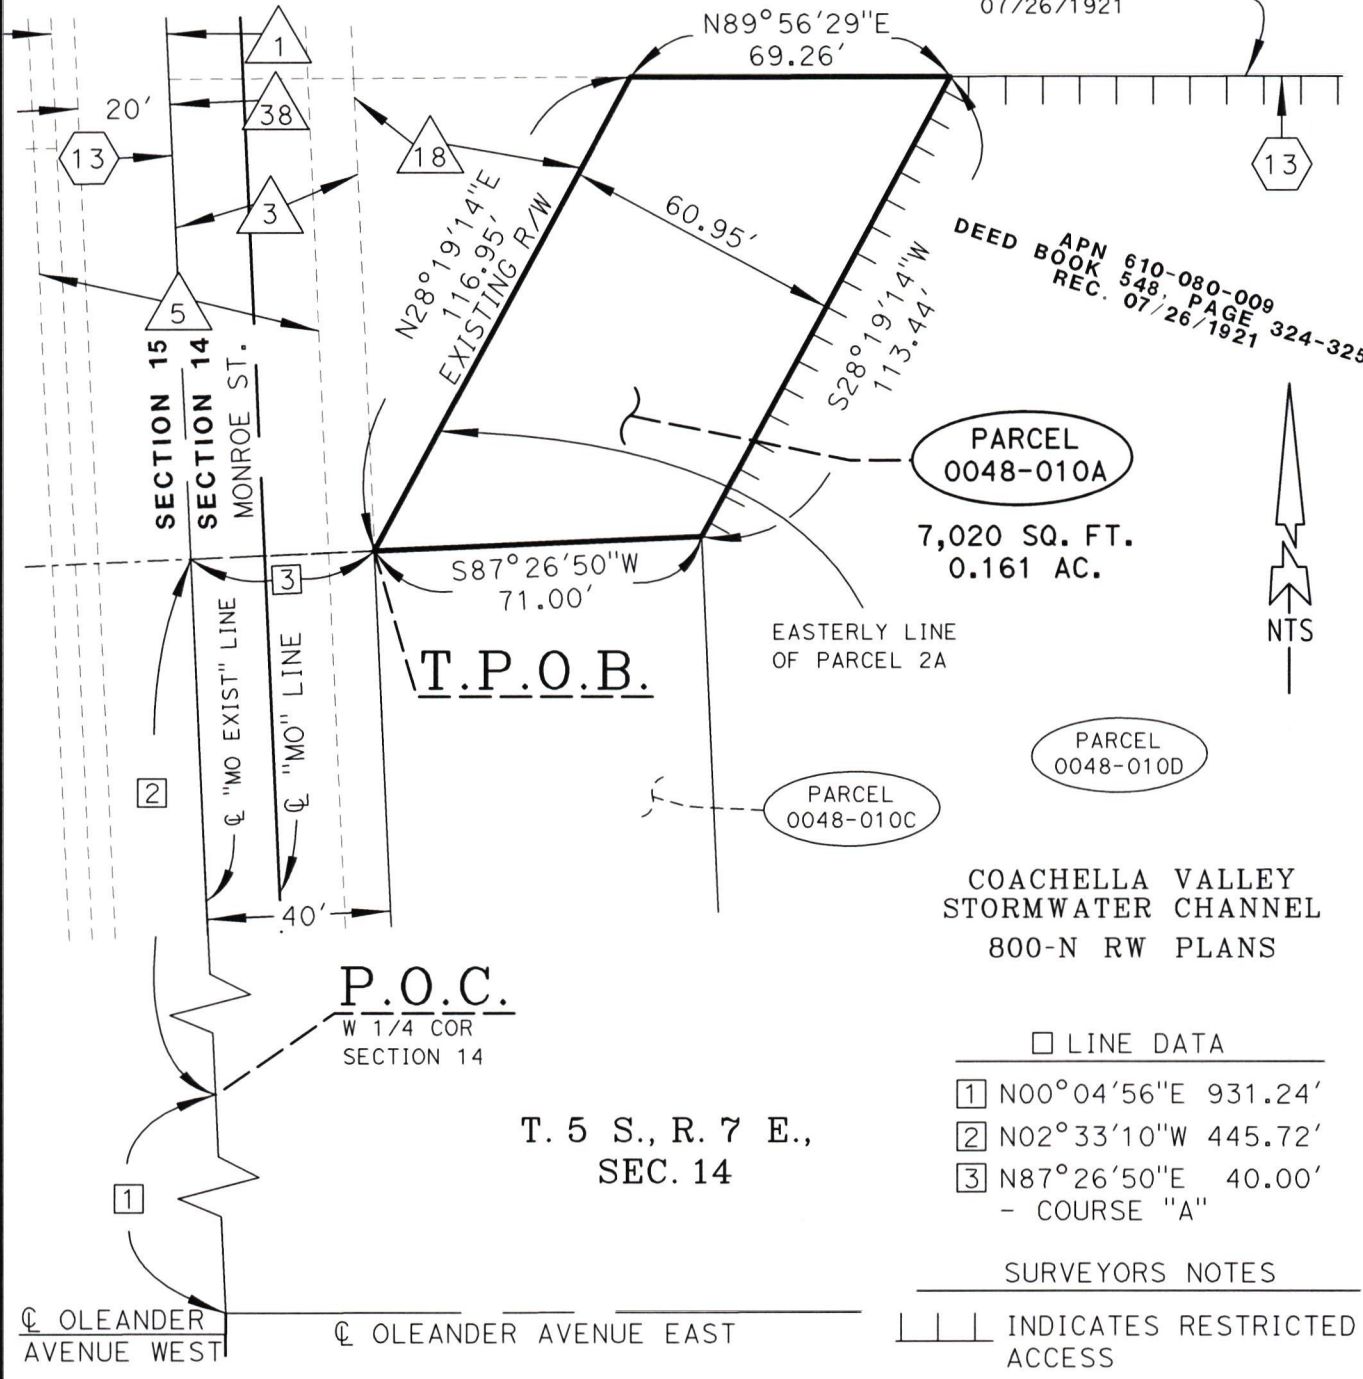 07/26/1921
N89°56'29"E
69.26'
1
20'
38
13
18
13
3
N28°19'14"E
116.95'
EXISTING R/W
60.95'
S28°19'14"W
113.44'
APN 610-080-009
DEED BOOK 548, PAGE 324-325
REC. 07/26/1921
5
SECTION 15
SECTION 14
MONROE ST.
PARCEL
0048-010A
7,020 SQ. FT.
0.161 AC.
3
S87°26'50"W
71.00'
EASTERLY LINE
OF PARCEL 2A
NTS
T.P.O.B.
℄ "MO EXIST" LINE
℄ "MO" LINE
2
PARCEL
0048-010D
PARCEL
0048-010C
COACHELLA VALLEY
STORMWATER CHANNEL
800-N RW PLANS
40'
P.O.C.
W 1/4 COR
SECTION 14
□ LINE DATA
1 N00°04'56"E 931.24'
2 N02°33'10"W 445.72'
3 N87°26'50"E 40.00'
- COURSE "A"
T. 5 S., R. 7 E.,
SEC. 14
1
SURVEYORS NOTES
INDICATES RESTRICTED
ACCESS
℄ OLEANDER
AVENUE WEST
℄ OLEANDER AVENUE EAST